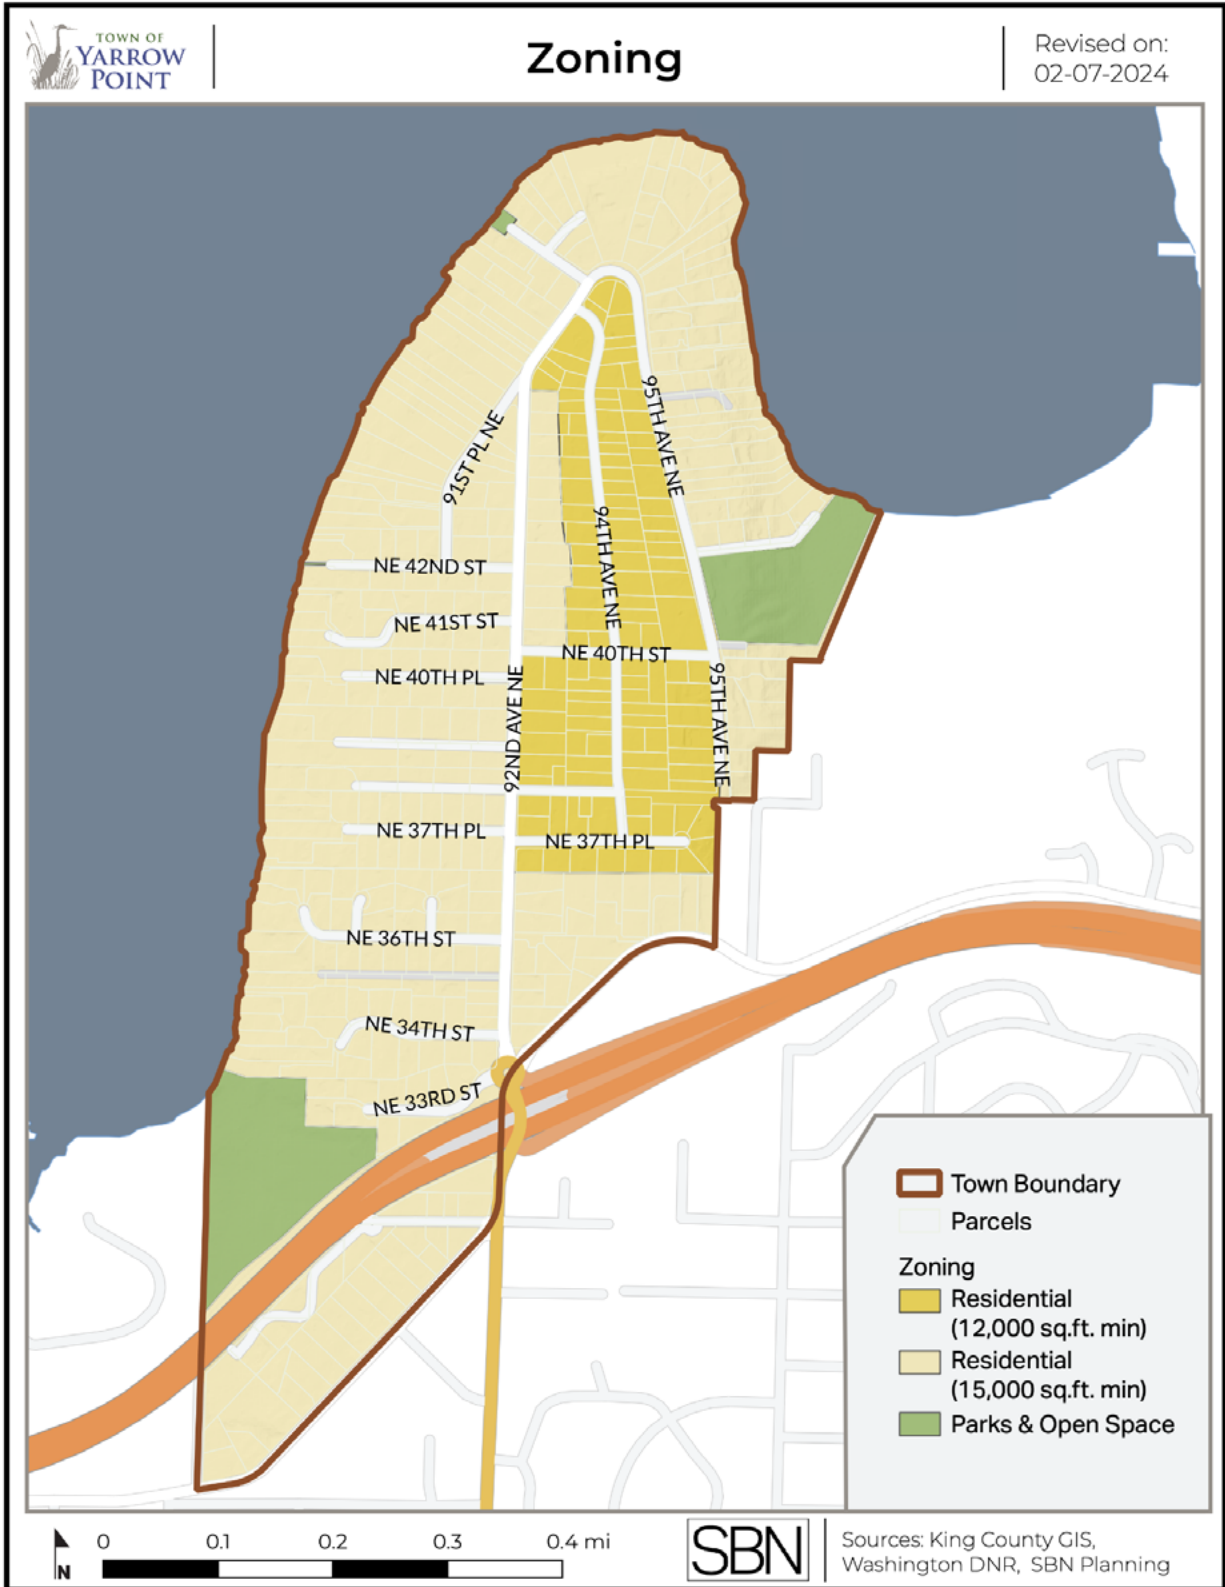 TOWN OF
YARROW
POINT
Zoning
Revised on:
02-07-2024
95TH AVE NE
91ST PL NE
94TH AVE NE
NE 42ND ST
NE 41ST ST
NE 40TH ST
NE 40TH PL
92ND AVE NE
95TH AVE NE
NE 37TH PL
NE 37TH PL
NE 36TH ST
NE 34TH ST
NE 33RD ST
Town Boundary
Parcels
Zoning
Residential
(12,000 sq.ft. min)
Residential
(15,000 sq.ft. min)
Parks & Open Space
N
0 0.1 0.2 0.3 0.4 mi
SBN
Sources: King County GIS,
Washington DNR, SBN Planning